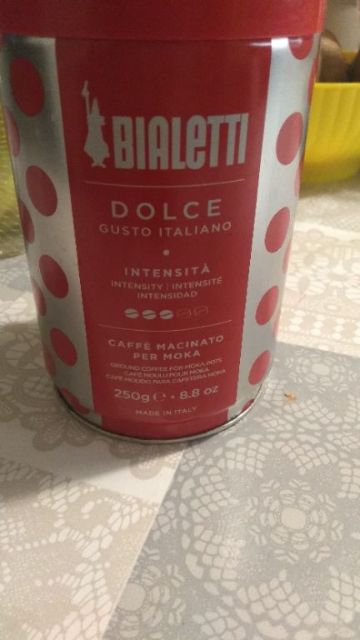 BIALETTI
DOLCE
GUSTO ITALIANO
INTENSITÀ
INTENSITY | INTENSITÉ
INTENSIDAD
CAFFÈ MACINATO
PER MOKA
GROUND COFFEE FOR MOKA POTS
CAFÉ MOULU POUR MOKA
CAFÉ MOLIDO PARA CAFETERA MOKA
250g ℮ • 8.8 oz
MADE IN ITALY